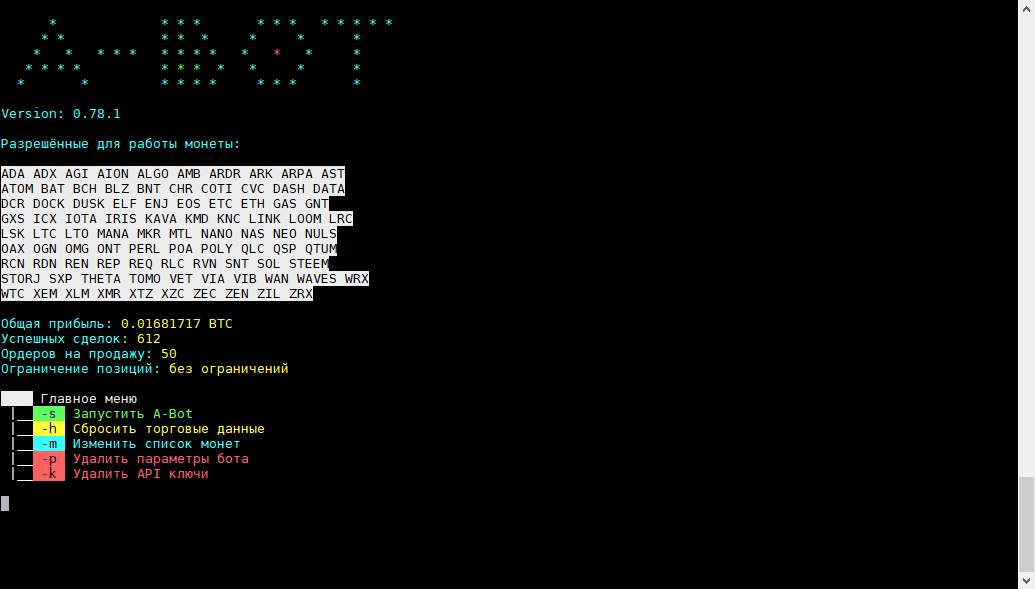 Version: 0.78.1
Разрешённые для работы монеты:
ADA ADX AGI AION ALGO AMB ARDR ARK ARPA AST
ATOM BAT BCH BLZ BNT CHR COTI CVC DASH DATA
DCR DOCK DUSK ELF ENJ EOS ETC ETH GAS GNT
GXS ICX IOTA IRIS KAVA KMD KNC LINK LOOM LRC
LSK LTC LTO MANA MKR MTL NANO NAS NEO NULS
OAX OGN OMG ONT PERL POA POLY QLC QSP QTUM
RCN RDN REN REP REQ RLC RVN SNT SOL STEEM
STORJ SXP THETA TOMO VET VIA VIB WAN WAVES WRX
WTC XEM XLM XMR XTZ XZC ZEC ZEN ZIL ZRX
Общая прибыль: 0.01681717 BTC
Успешных сделок: 612
Ордеров на продажу: 50
Ограничение позиций: без ограничений
Главное меню
|__ -s Запустить A-Bot
|__ -h Сбросить торговые данные
|__ -m Изменить список монет
|__ -p Удалить параметры бота
|__ -k Удалить API ключи